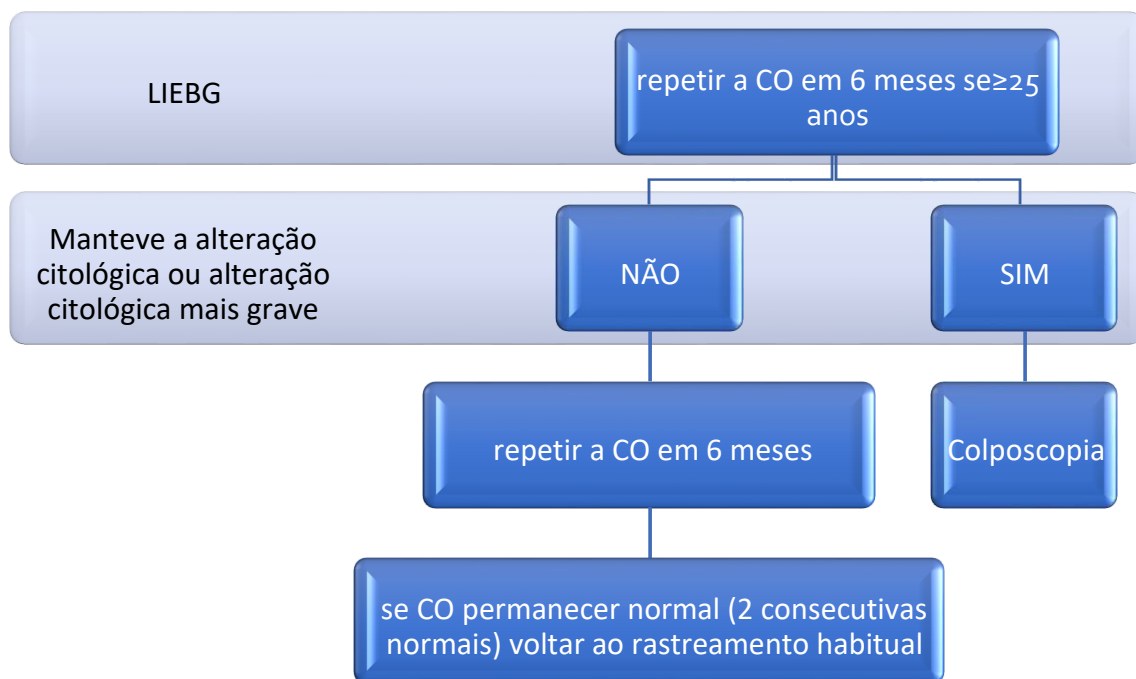 LIEBG
repetir a CO em 6 meses se≥25
anos
Manteve a alteração
citológica ou alteração
citológica mais grave
NÃO
SIM
repetir a CO em 6 meses
Colposcopia
se CO permanecer normal (2 consecutivas
normais) voltar ao rastreamento habitual